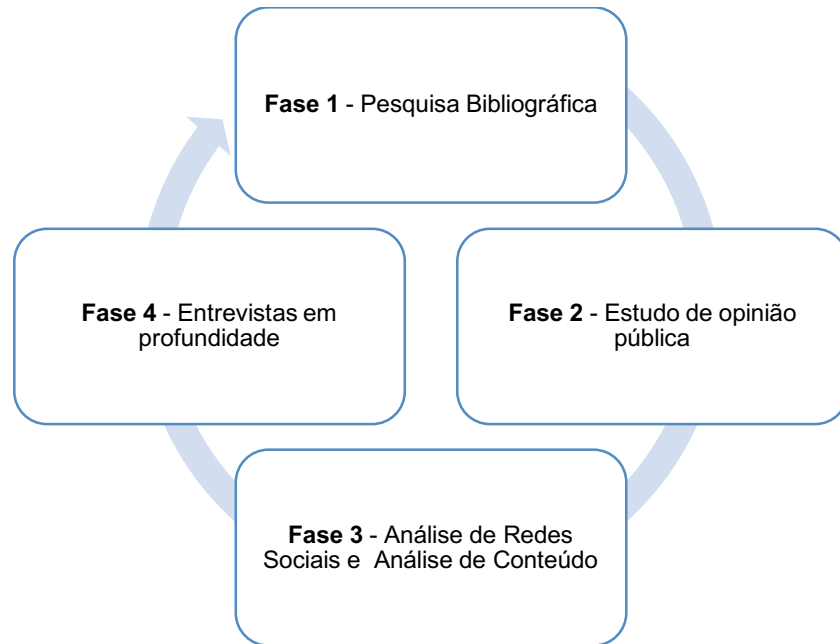 Fase 1 - Pesquisa Bibliográfica
Fase 2 - Estudo de opinião
pública
Fase 3 - Análise de Redes
Sociais e Análise de Conteúdo
Fase 4 - Entrevistas em
profundidade